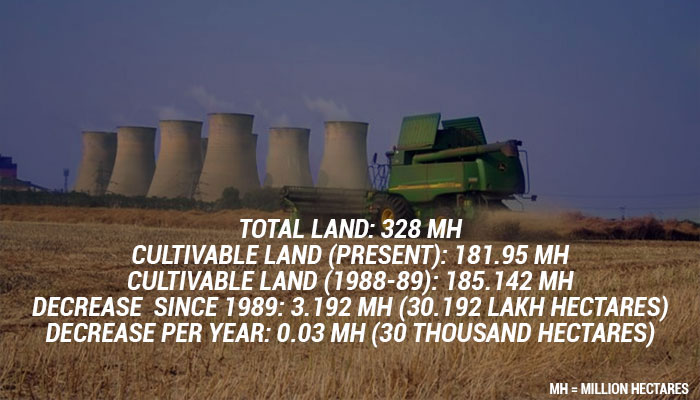 TOTAL LAND: 328 MH
CULTIVABLE LAND (PRESENT): 181.95 MH
CULTIVABLE LAND (1988-89): 185.142 MH
DECREASE SINCE 1989: 3.192 MH (30.192 LAKH HECTARES)
DECREASE PER YEAR: 0.03 MH (30 THOUSAND HECTARES)
MH = MILLION HECTARES